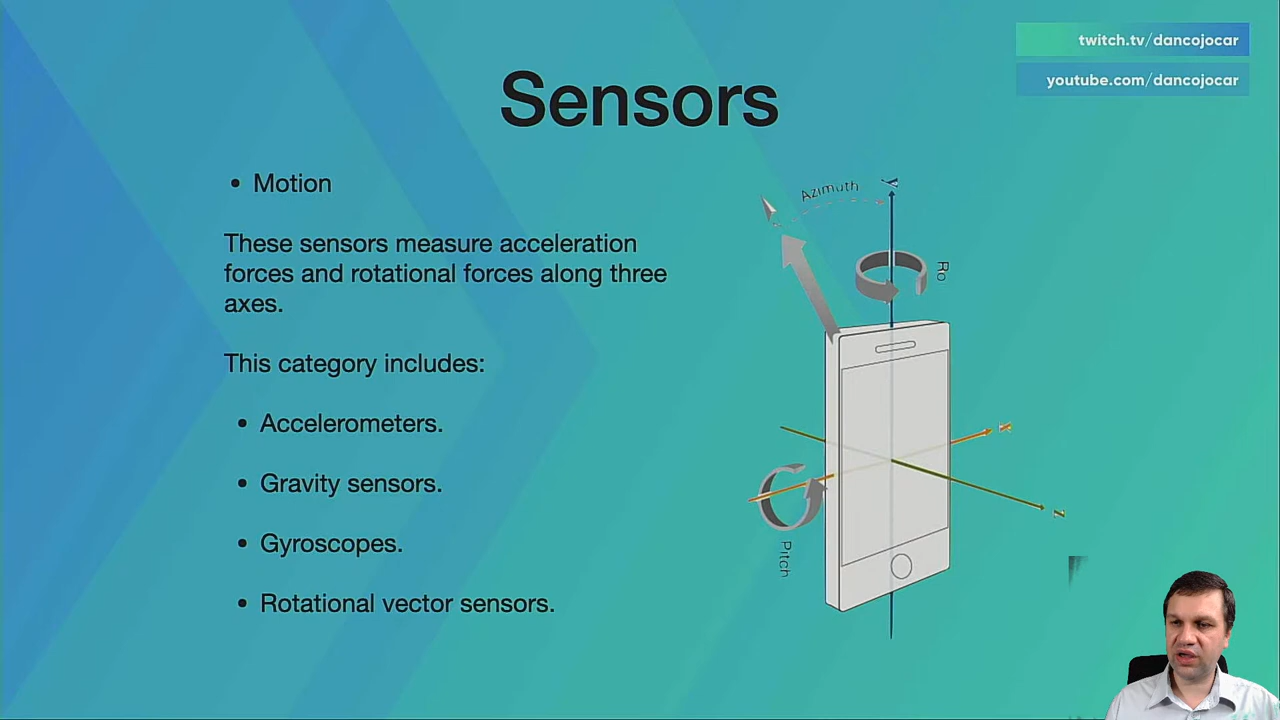 twitch.tv/dancojocar
youtube.com/dancojocar
Sensors
• Motion
These sensors measure acceleration
forces and rotational forces along three
axes.
This category includes:
• Accelerometers.
• Gravity sensors.
• Gyroscopes.
• Rotational vector sensors.
Azimuth
Y
Ro
Pitch